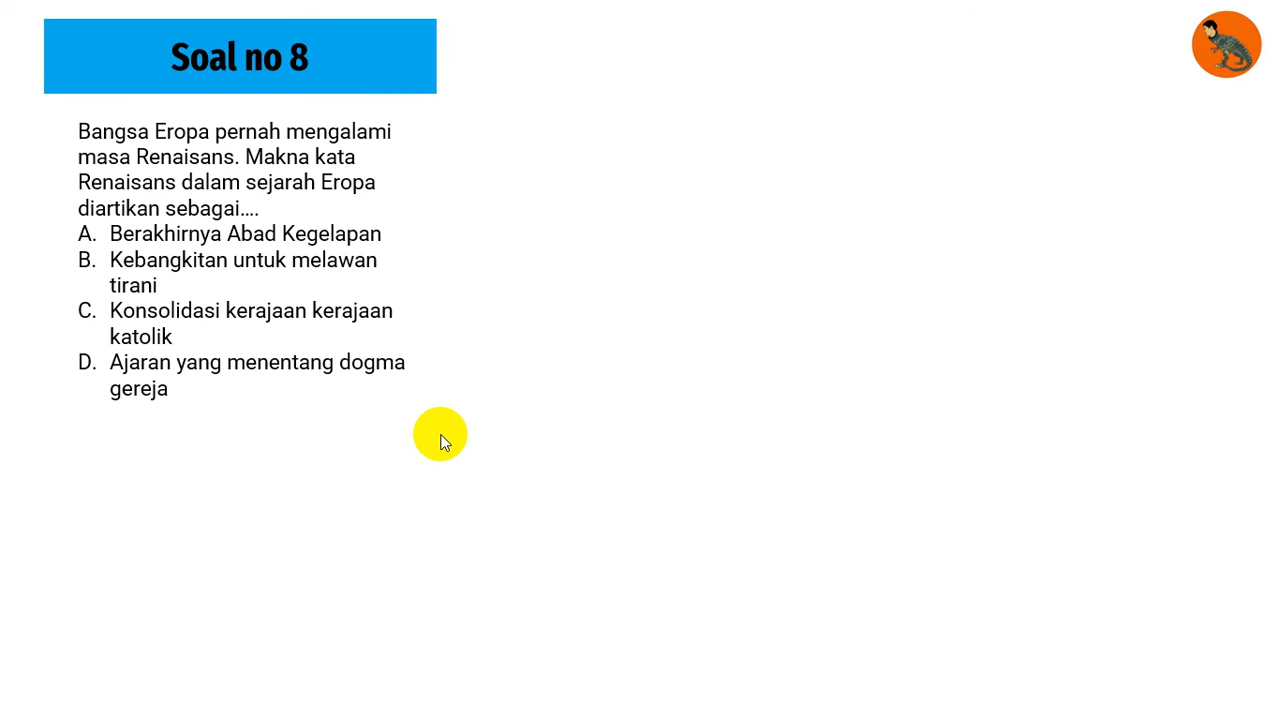 Soal no 8
Bangsa Eropa pernah mengalami
masa Renaisans. Makna kata
Renaisans dalam sejarah Eropa
diartikan sebagai....
A. Berakhirnya Abad Kegelapan
B. Kebangkitan untuk melawan
tirani
C. Konsolidasi kerajaan kerajaan
katolik
D. Ajaran yang menentang dogma
gereja